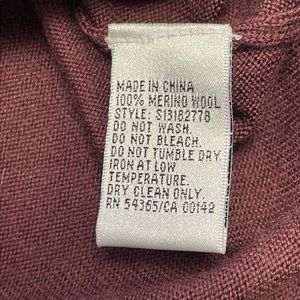 MADE IN CHINA
100% MERINO WOOL
STYLE: S13182778
DO NOT WASH.
DO NOT BLEACH.
DO NOT TUMBLE DRY.
IRON AT LOW
TEMPERATURE.
DRY CLEAN ONLY.
RN 54365/CA 00142